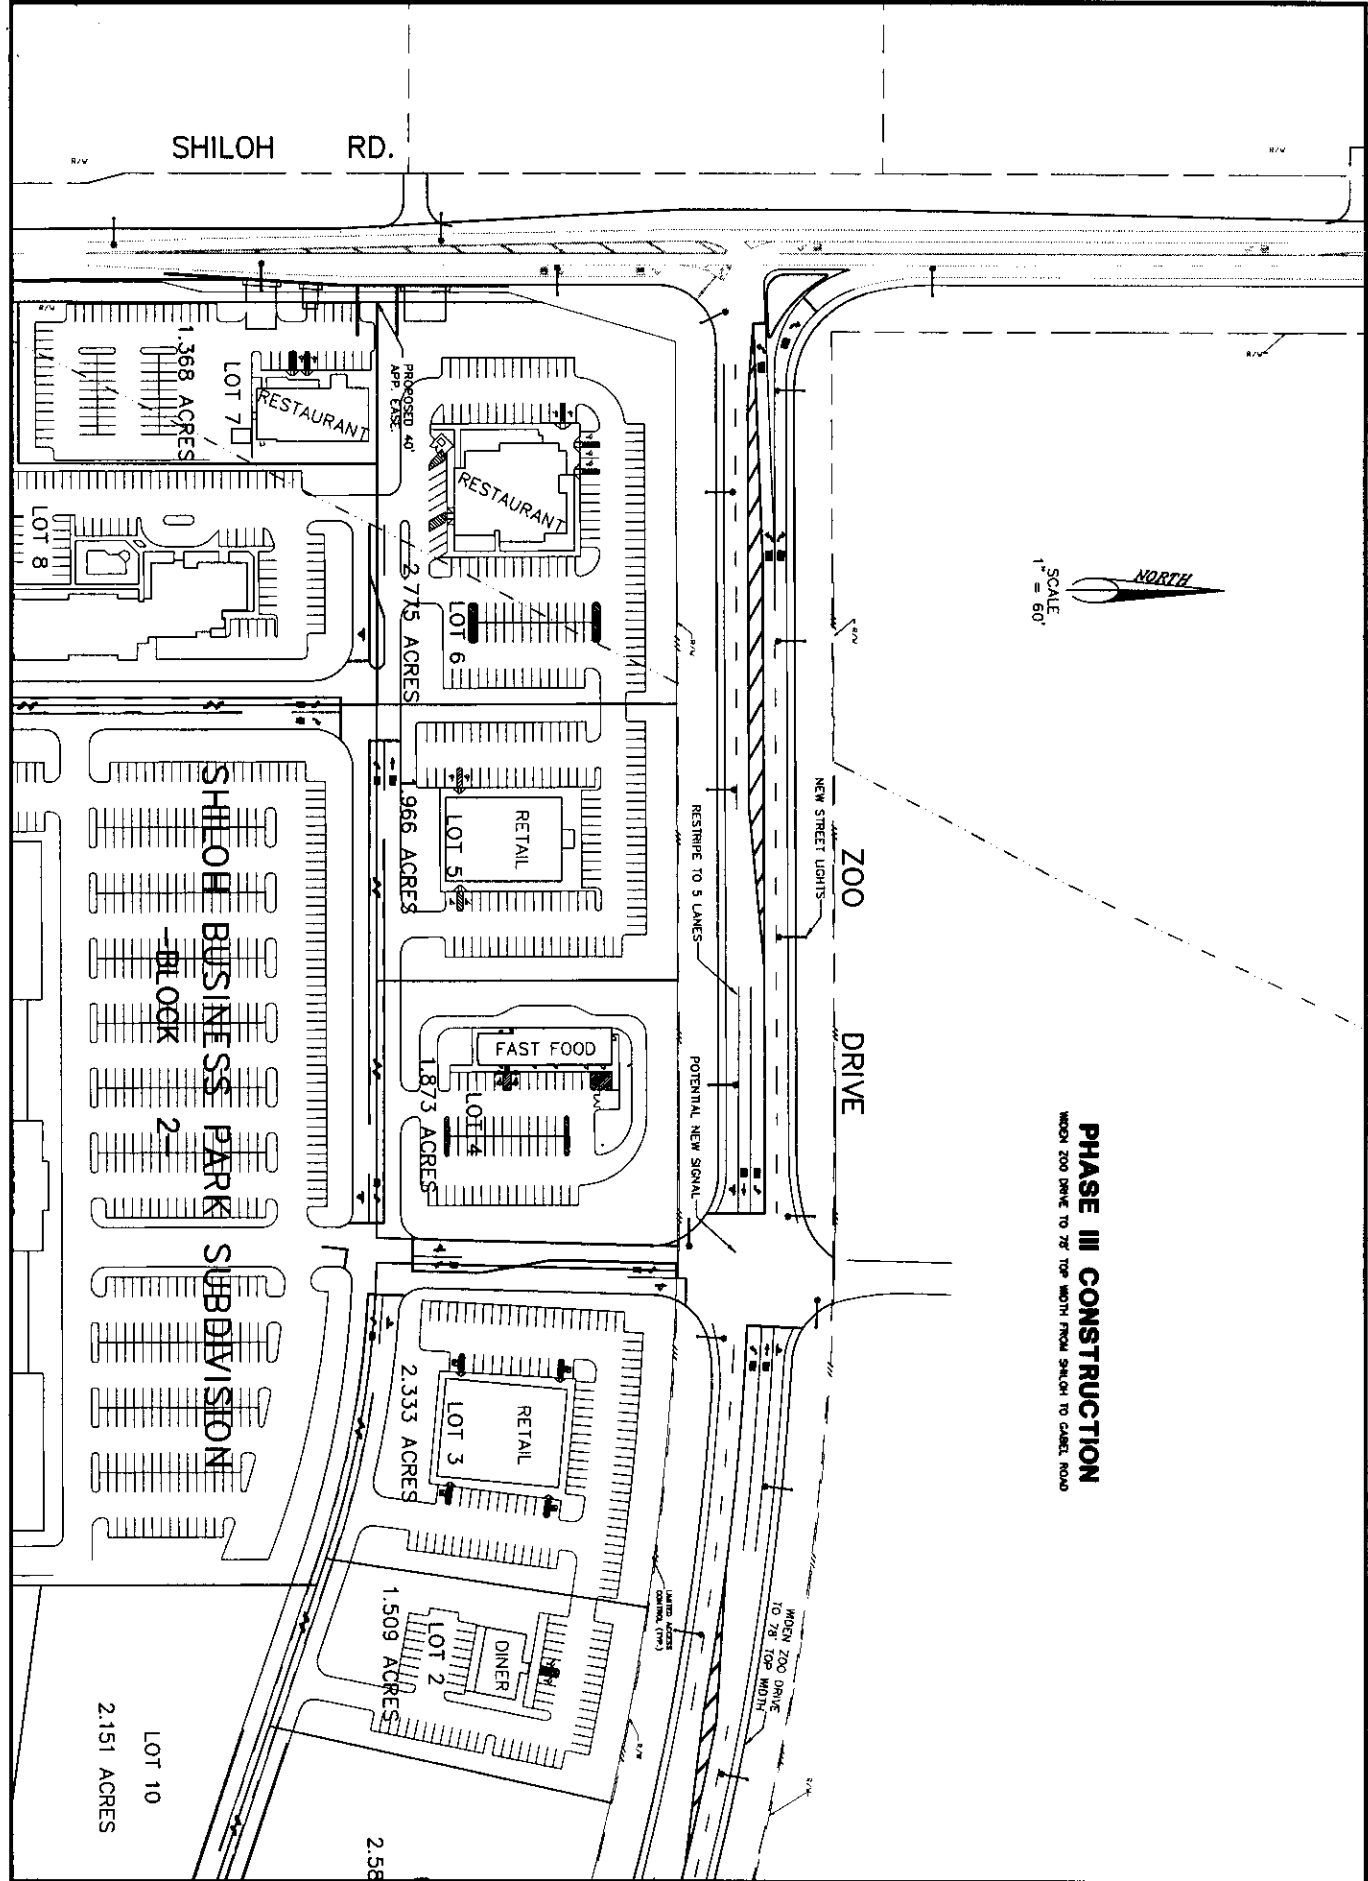 SHILOH RD.
R/W
R/W
R/W
R/W
1.368 ACRES
LOT 7
RESTAURANT
PROPOSED 40'
APP. EASE.
RESTAURANT
LOT 8
2.775 ACRES
LOT 6
R/W
R/W
NORTH
SCALE
1" = 60'
NEW STREET LIGHTS
ZOO DRIVE
RESTRIPE TO 5 LANES
RETAIL
LOT 5
1.966 ACRES
SHILOH BUSINESS PARK SUBDIVISION
-BLOCK 2-
FAST FOOD
LOT 4
1.873 ACRES
POTENTIAL NEW SIGNAL
PHASE III CONSTRUCTION
WIDEN ZOO DRIVE TO 78' TOP WIDTH FROM SHILOH TO GABEL ROAD
RETAIL
LOT 3
2.333 ACRES
LIMITED ACCESS
CONTROL (TYP.)
WIDEN ZOO DRIVE
TO 78' TOP WIDTH
DINER
LOT 2
1.509 ACRES
R/W
R/W
LOT 10
2.151 ACRES
2.58